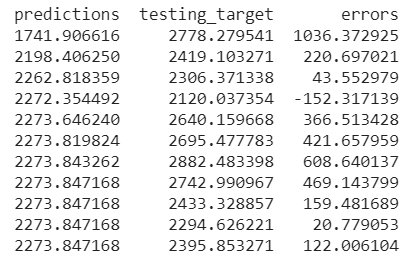 predictions testing_target errors
1741.906616 2778.279541 1036.372925
2198.406250 2419.103271 220.697021
2262.818359 2306.371338 43.552979
2272.354492 2120.037354 -152.317139
2273.646240 2640.159668 366.513428
2273.819824 2695.477783 421.657959
2273.843262 2882.483398 608.640137
2273.847168 2742.990967 469.143799
2273.847168 2433.328857 159.481689
2273.847168 2294.626221 20.779053
2273.847168 2395.853271 122.006104